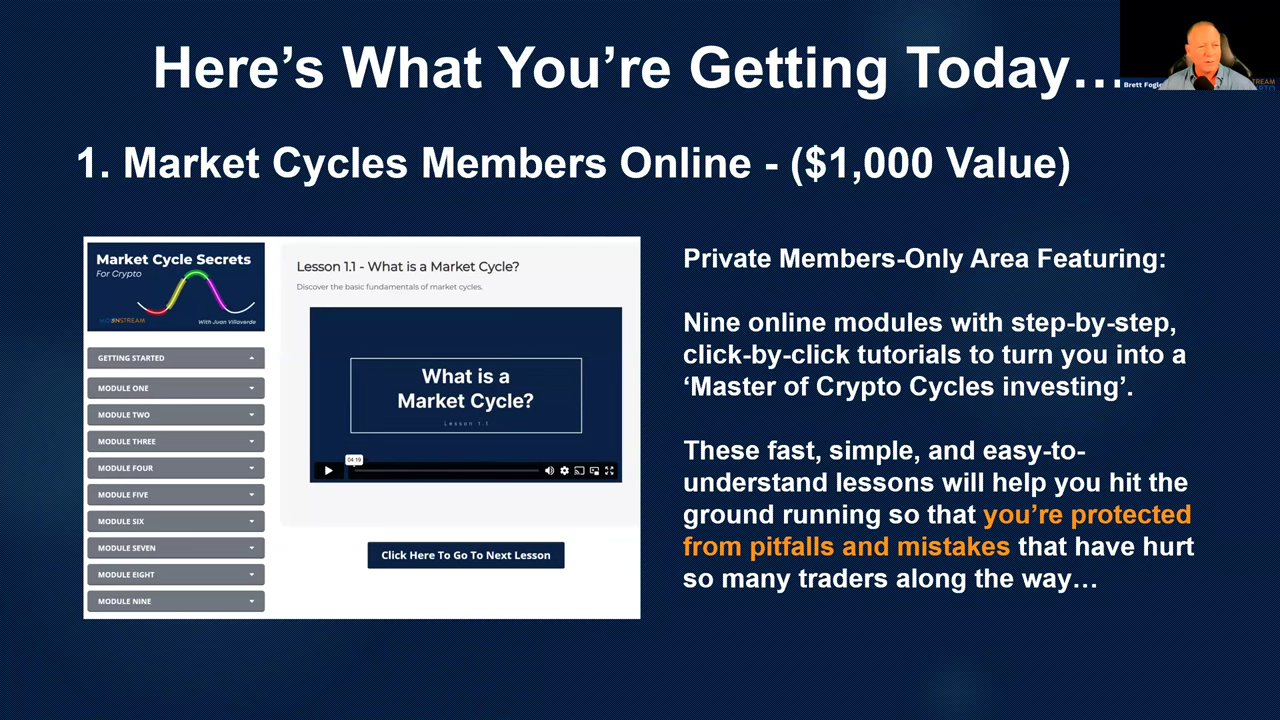 Here’s What You’re Getting Today…
Brett Fogle
1. Market Cycles Members Online - ($1,000 Value)
Market Cycle Secrets
For Crypto
With Juan Villaverde
GETTING STARTED
MODULE ONE
MODULE TWO
MODULE THREE
MODULE FOUR
MODULE FIVE
MODULE SIX
MODULE SEVEN
MODULE EIGHT
MODULE NINE
Lesson 1.1 - What is a Market Cycle?
Discover the basic fundamentals of market cycles.
What is a
Market Cycle?
Lesson 1.1
04:19
Click Here To Go To Next Lesson
Private Members-Only Area Featuring:
Nine online modules with step-by-step,
click-by-click tutorials to turn you into a
‘Master of Crypto Cycles investing’.
These fast, simple, and easy-to-
understand lessons will help you hit the
ground running so that you’re protected
from pitfalls and mistakes that have hurt
so many traders along the way…